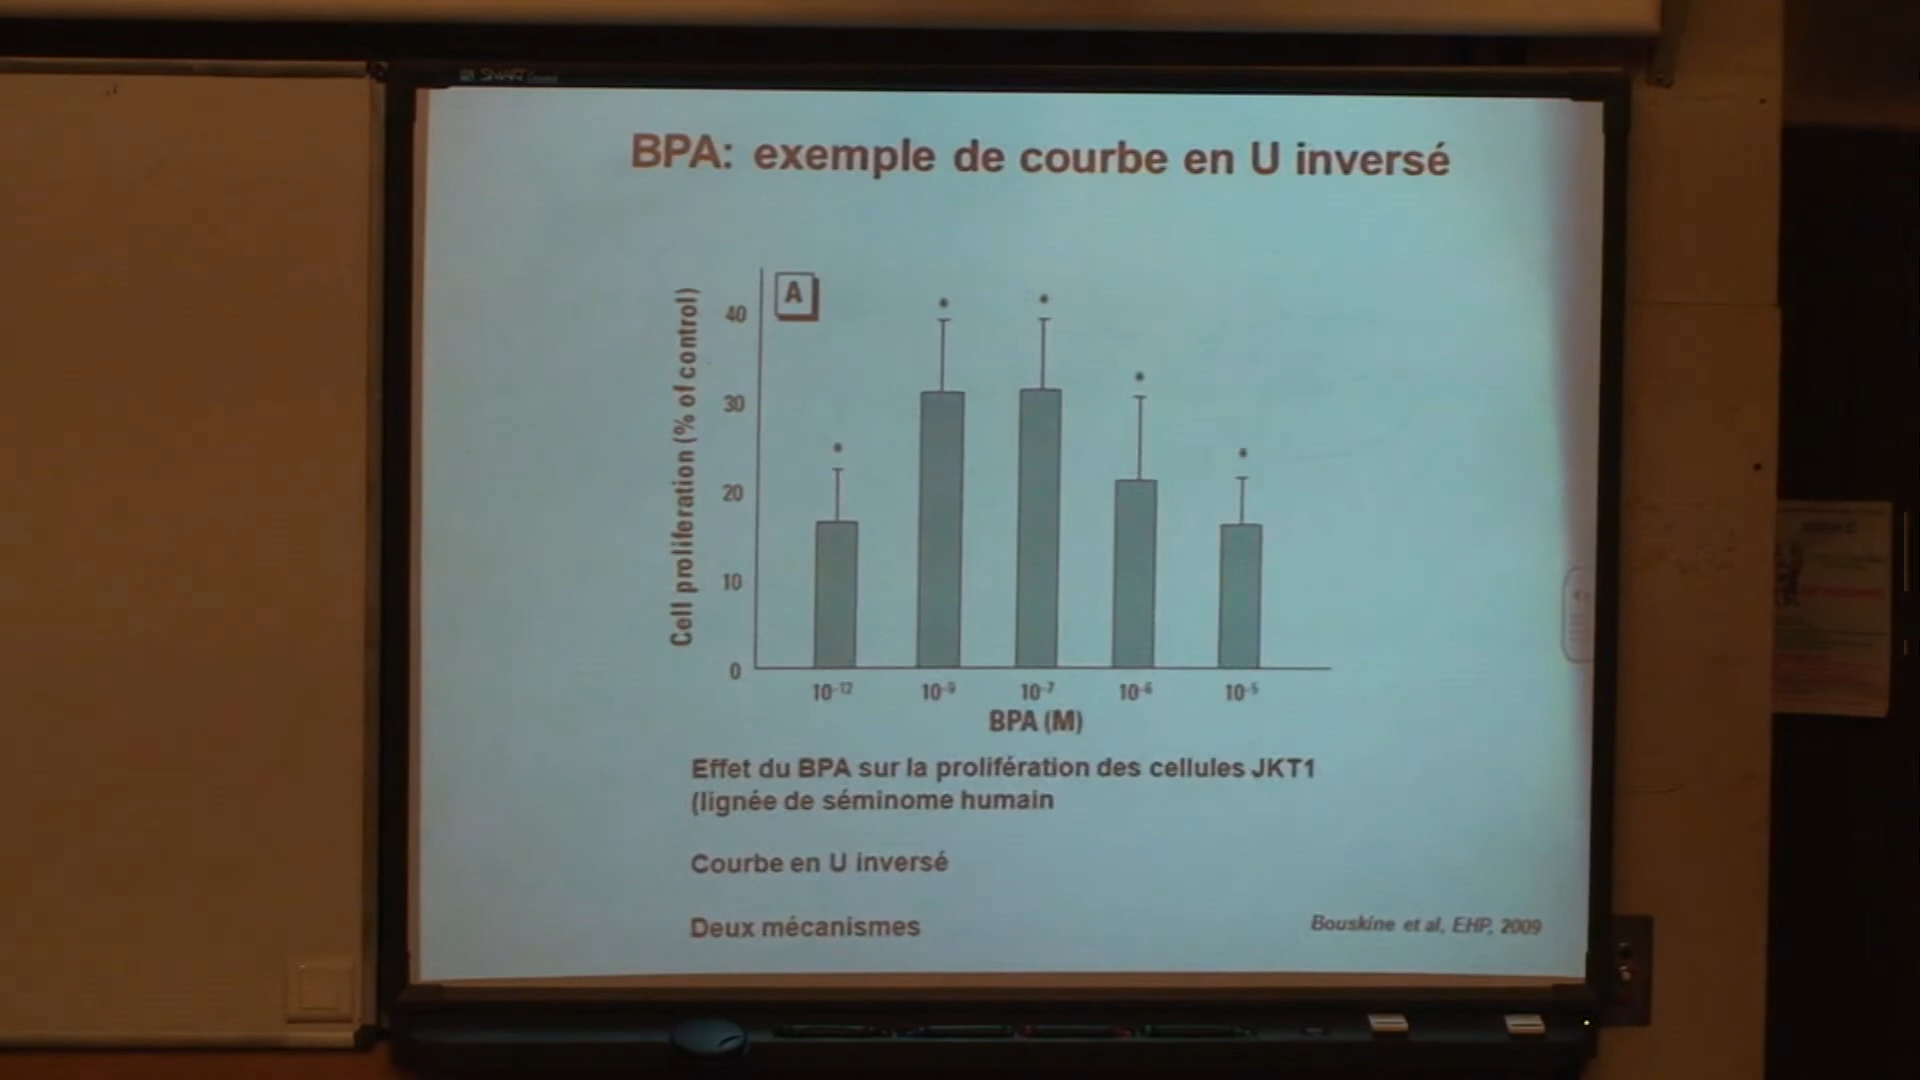 SMART
BPA: exemple de courbe en U inversé
A
Cell proliferation (% of control)
40
30
20
10
0
* * * * *
10⁻¹² 10⁻⁹ 10⁻⁷ 10⁻⁶ 10⁻⁵
BPA (M)
Effet du BPA sur la prolifération des cellules JKT1
(lignée de séminome humain
Courbe en U inversé
Deux mécanismes
Bouskine et al, EHP, 2009